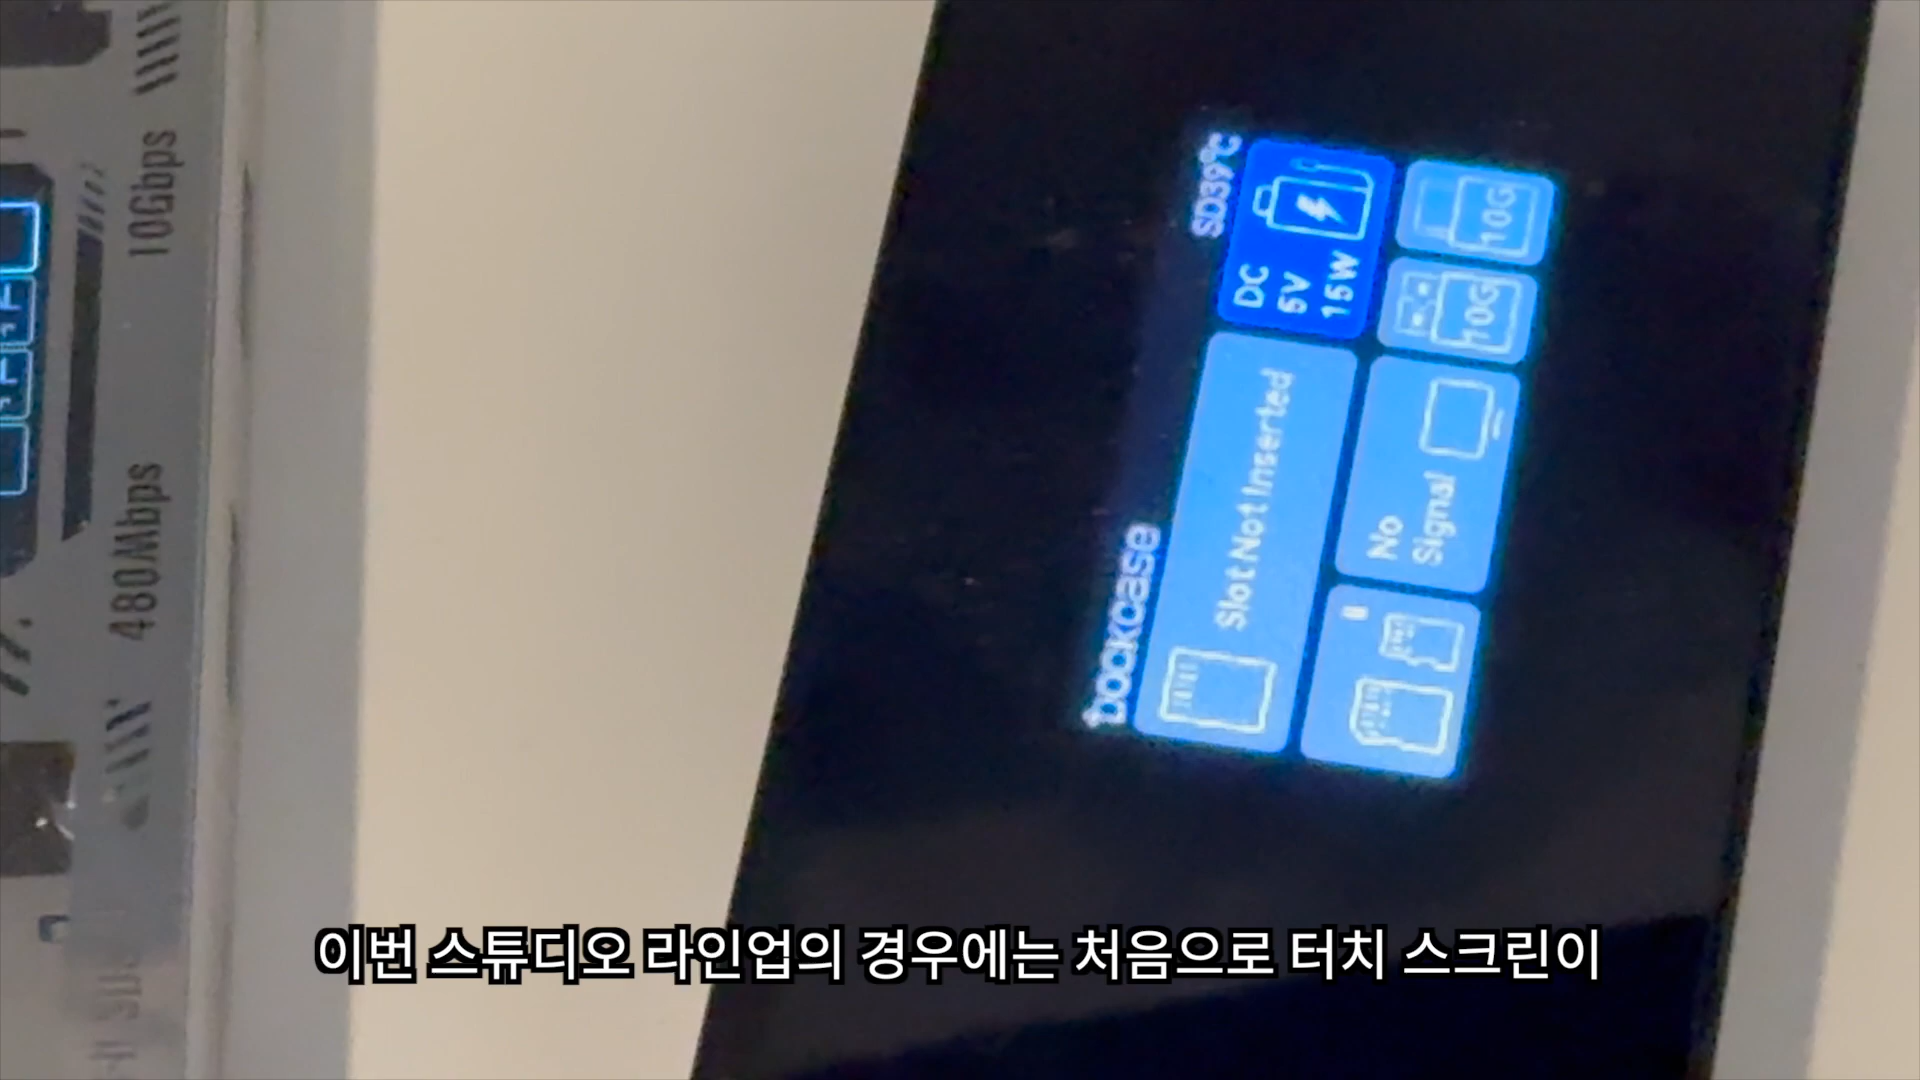 10Gbps
480Mbps
dockcase
SD39℃
Slot Not Inserted
DC
5V
15W
No
Signal
10G
10G
이번 스튜디오 라인업의 경우에는 처음으로 터치 스크린이